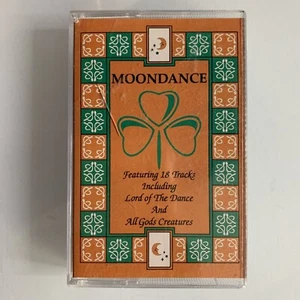 MOONDANCE
Featuring 18 Tracks
Including
Lord of The Dance
And
All Gods Creatures